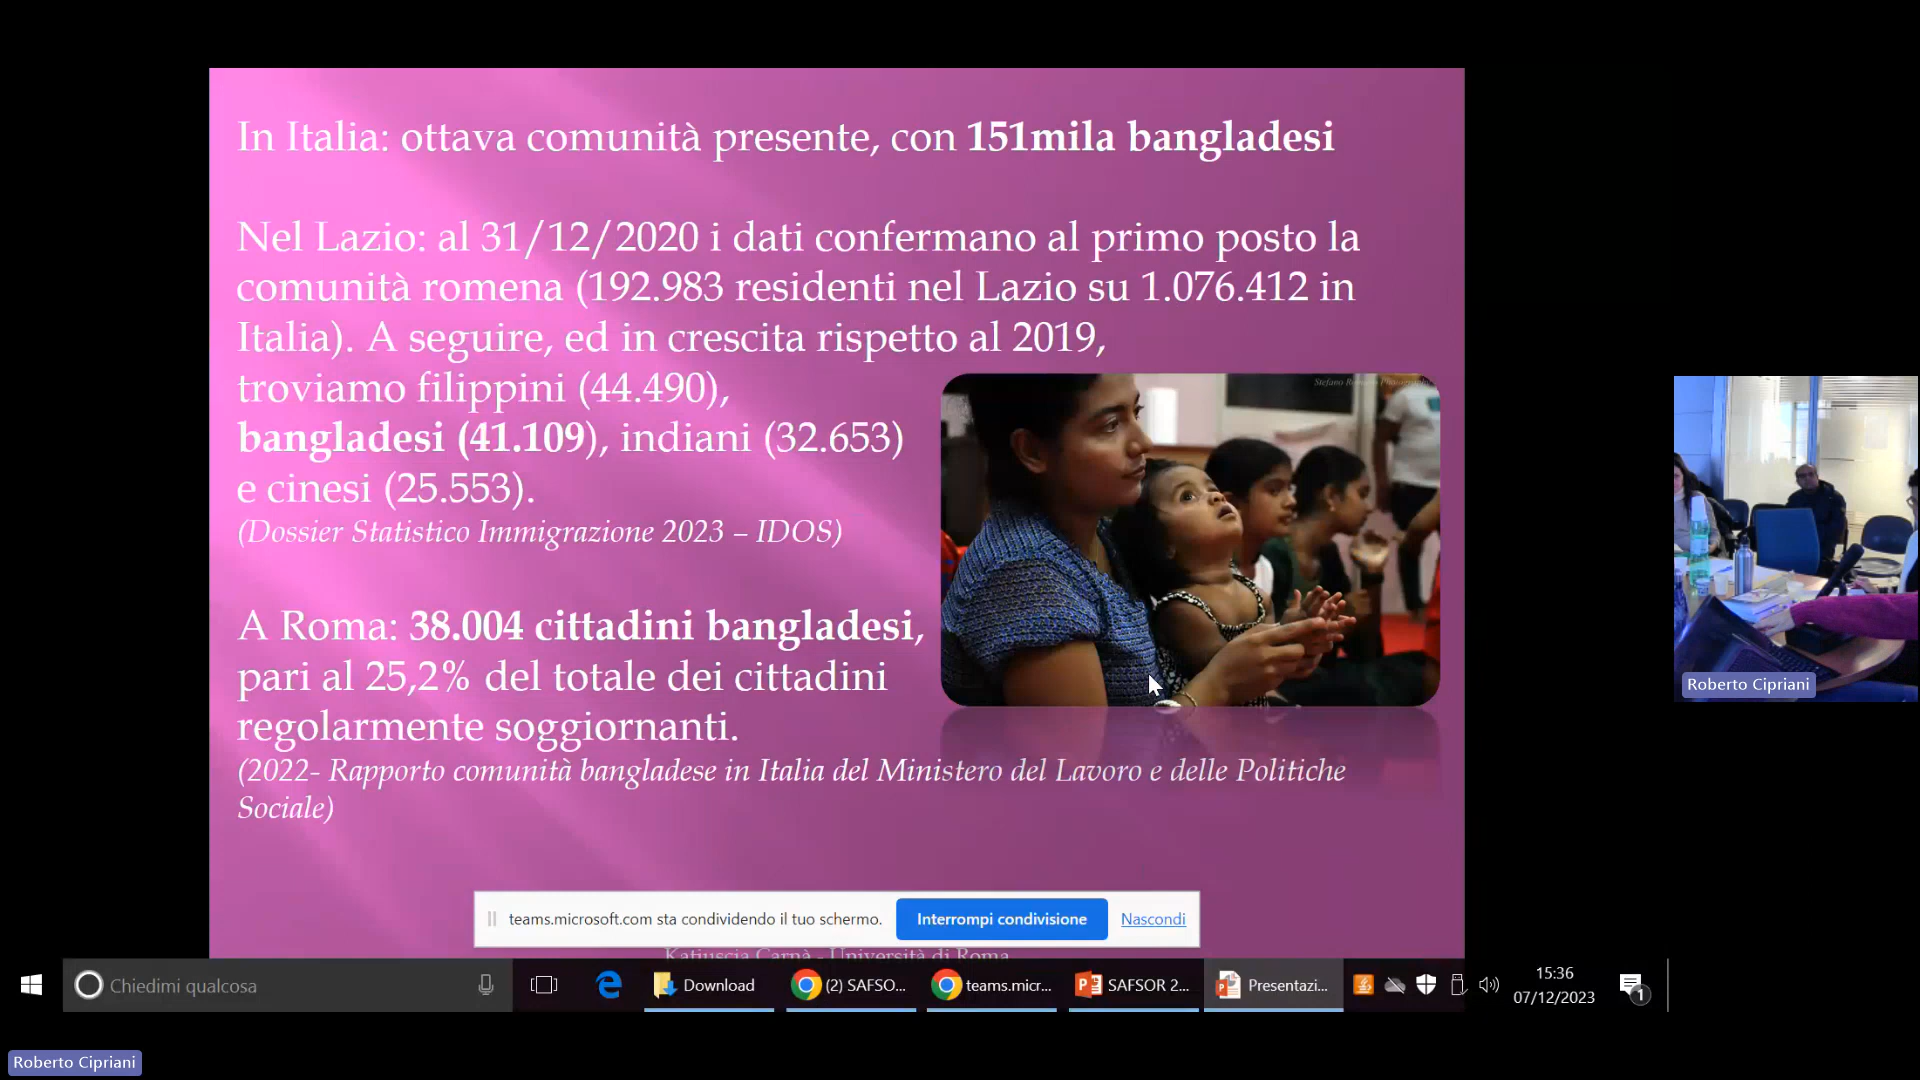 In Italia: ottava comunità presente, con 151mila bangladesi
Nel Lazio: al 31/12/2020 i dati confermano al primo posto la
comunità romena (192.983 residenti nel Lazio su 1.076.412 in
Italia). A seguire, ed in crescita rispetto al 2019,
troviamo filippini (44.490),
bangladesi (41.109), indiani (32.653)
e cinesi (25.553).
(Dossier Statistico Immigrazione 2023 – IDOS)
A Roma: 38.004 cittadini bangladesi,
pari al 25,2% del totale dei cittadini
regolarmente soggiornanti.
(2022- Rapporto comunità bangladese in Italia del Ministero del Lavoro e delle Politiche
Sociale)
Roberto Cipriani
teams.microsoft.com sta condividendo il tuo schermo.
Interrompi condivisione
Nascondi
Katiuscia Carnà - Università di Roma
Chiedimi qualcosa
Download
(2) SAFSO...
teams.micr...
SAFSOR 2...
Presentazi...
15:36
07/12/2023
1
Roberto Cipriani